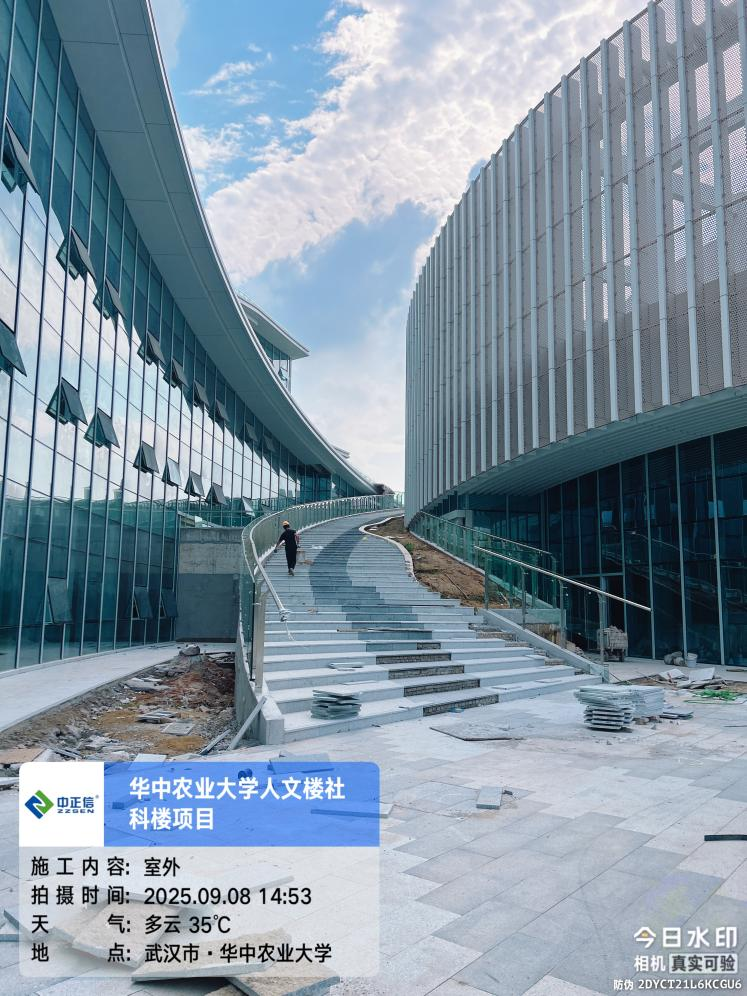 中正信®
ZZSEN
华中农业大学人文楼社
科楼项目
施工内容: 室外
拍摄时间: 2025.09.08 14:53
天气: 多云 35℃
地点: 武汉市·华中农业大学
今日水印
相机 真实可验
防伪 2DYCT21L6KCGU6